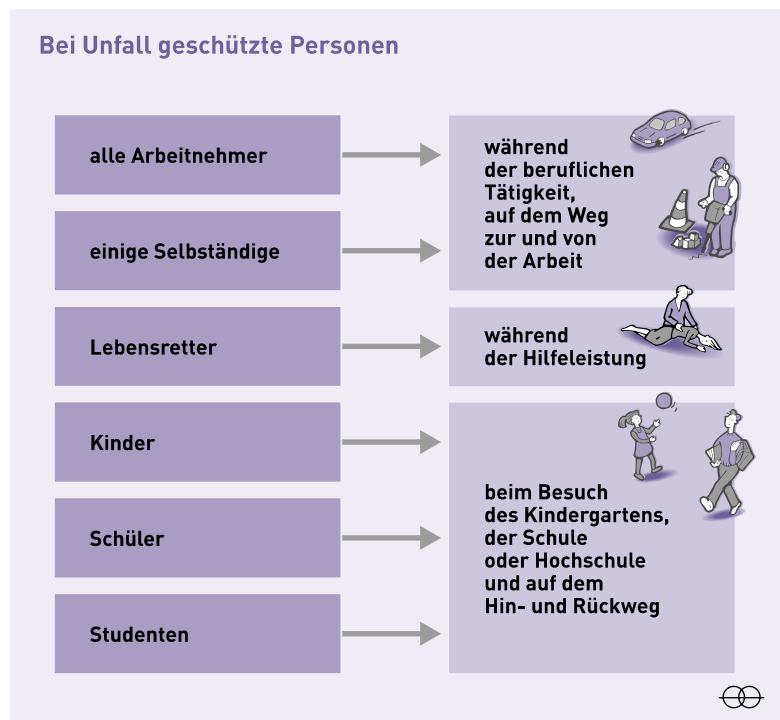 Bei Unfall geschützte Personen
alle Arbeitnehmer
einige Selbständige
während
der beruflichen
Tätigkeit,
auf dem Weg
zur und von
der Arbeit
Lebensretter
während
der Hilfeleistung
Kinder
Schüler
Studenten
beim Besuch
des Kindergartens,
der Schule
oder Hochschule
und auf dem
Hin- und Rückweg